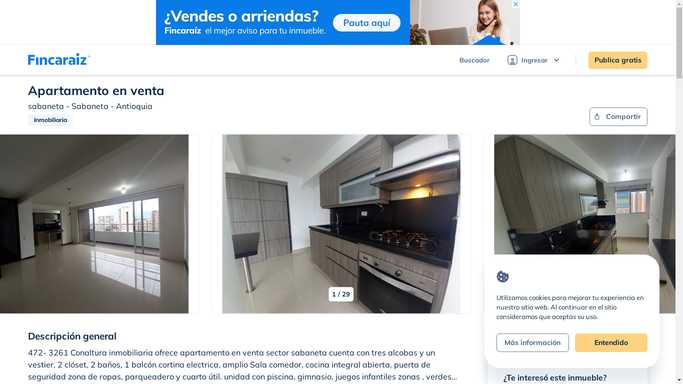 ¿Vendes o arriendas?
Fincaraíz el mejor aviso para tu inmueble.
Pauta aquí
Fincaraíz
Buscador
Ingresar
Publica gratis
Apartamento en venta
sabaneta - Sabaneta - Antioquia
Inmobiliaria
Compartir
1 / 29
Utilizamos cookies para mejorar tu experiencia en
nuestro sitio web. Al continuar en el sitio
consideramos que aceptas su uso.
Más información
Entendido
Descripción general
472- 3261 Conaltura inmobiliaria ofrece apartamento en venta sector sabaneta cuenta con tres alcobas y un
vestier. 2 clóset, 2 baños, 1 balcón cortina electrica, amplio Sala comedor, cocina integral abierta, puerta de
seguridad zona de ropas, parqueadero y cuarto útil. unidad con piscina, gimnasio, juegos infantiles zonas , verdes...
¿Te interesó este inmueble?